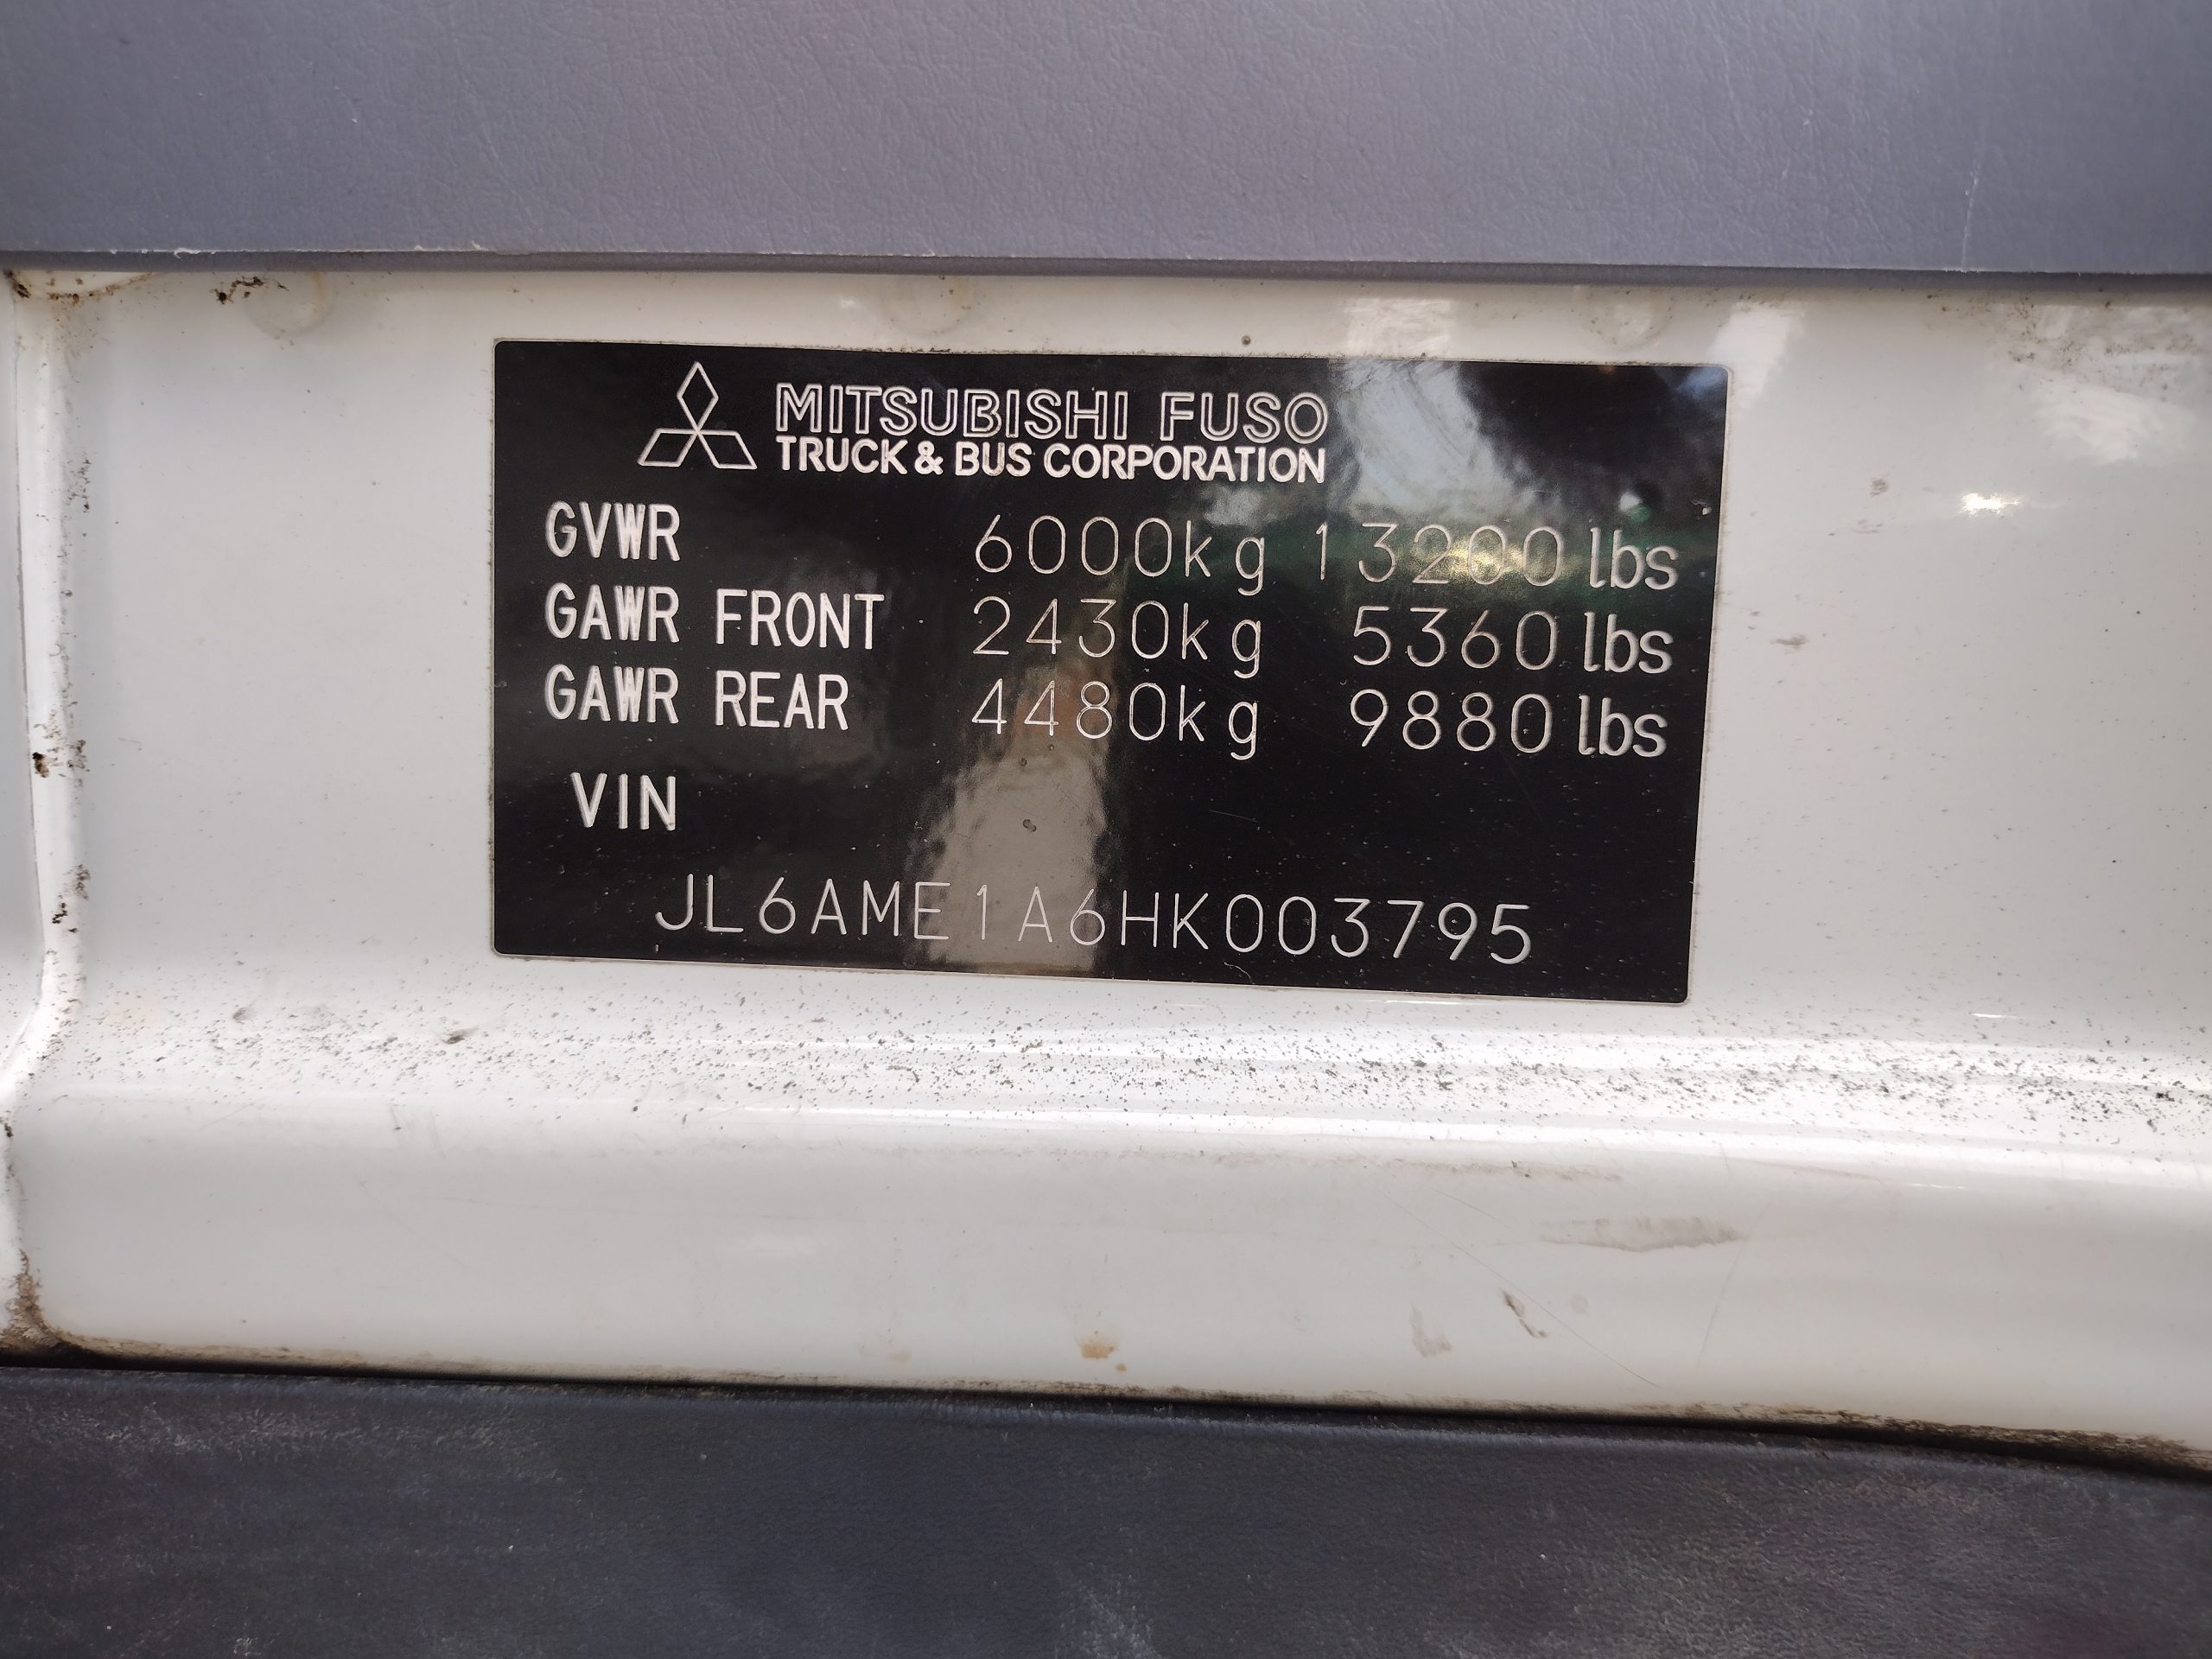 MITSUBISHI FUSO
TRUCK & BUS CORPORATION
GVWR 6000kg 13200 lbs
GAWR FRONT 2430kg 5360 lbs
GAWR REAR 4480kg 9880 lbs
VIN
JL6AME1A6HK003795